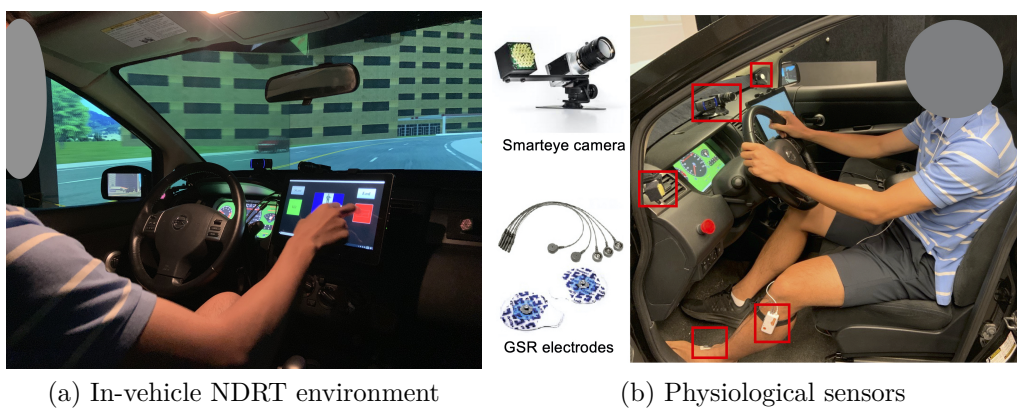 Smarteye camera
GSR electrodes
(a) In-vehicle NDRT environment
(b) Physiological sensors